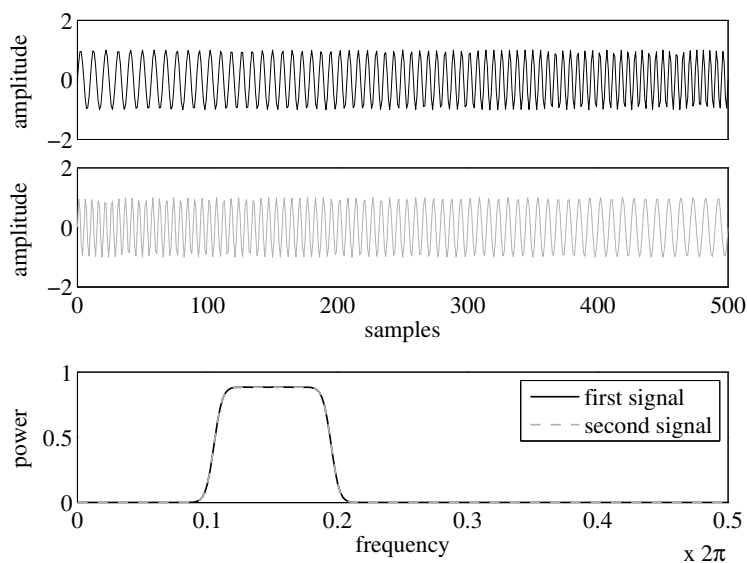 2
0
−2
amplitude
2
0
−2
amplitude
0 100 200 300 400 500
samples
1
0.5
0
power
first signal
second signal
0 0.1 0.2 0.3 0.4 0.5
frequency
x 2π